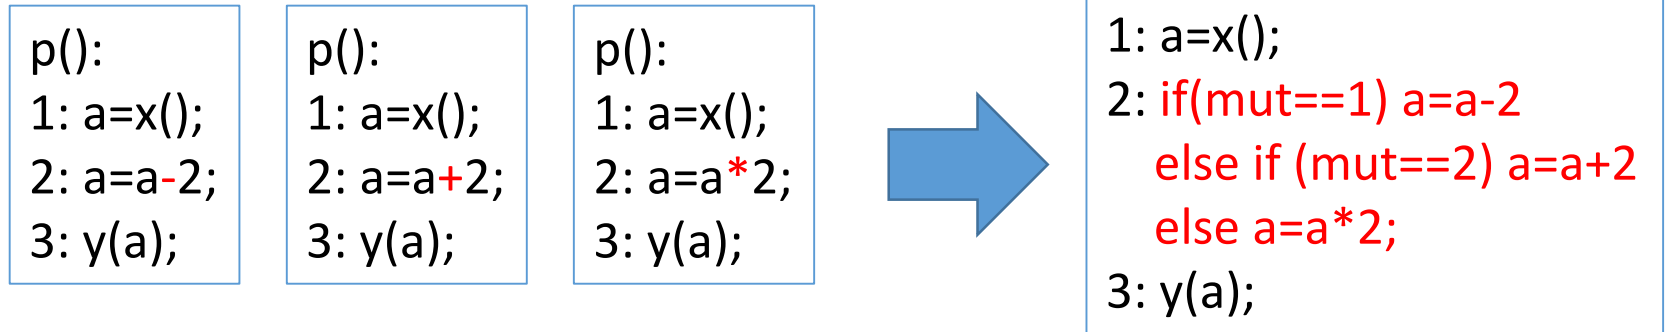 p():
1: a=x();
2: a=a-2;
3: y(a);
p():
1: a=x();
2: a=a+2;
3: y(a);
p():
1: a=x();
2: a=a*2;
3: y(a);
1: a=x();
2: if(mut==1) a=a-2
else if (mut==2) a=a+2
else a=a*2;
3: y(a);